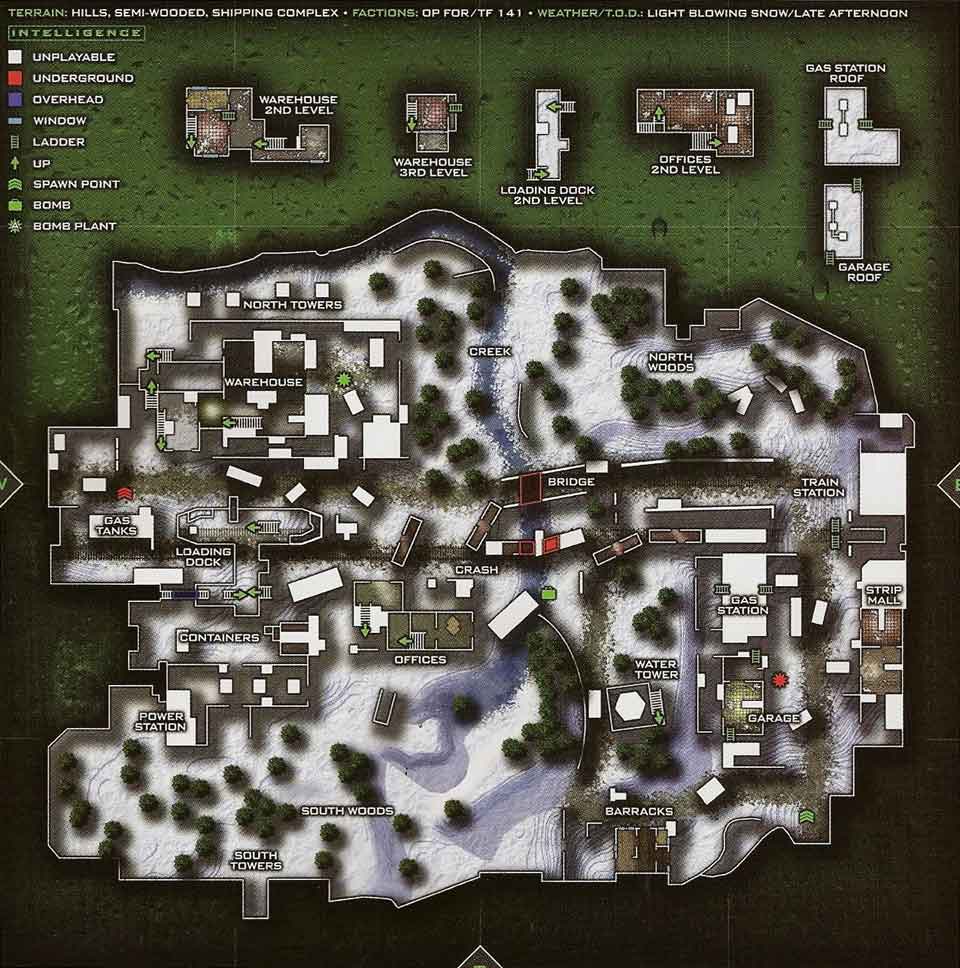 TERRAIN: HILLS, SEMI-WOODED, SHIPPING COMPLEX • FACTIONS: OP FOR/TF 141 • WEATHER/T.O.D.: LIGHT BLOWING SNOW/LATE AFTERNOON
INTELLIGENCE
UNPLAYABLE
UNDERGROUND
OVERHEAD
WINDOW
LADDER
UP
SPAWN POINT
BOMB
BOMB PLANT
WAREHOUSE
2ND LEVEL
WAREHOUSE
3RD LEVEL
LOADING DOCK
2ND LEVEL
OFFICES
2ND LEVEL
GAS STATION
ROOF
GARAGE
ROOF
NORTH TOWERS
CREEK
NORTH
WOODS
WAREHOUSE
BRIDGE
TRAIN
STATION
GAS
TANKS
LOADING
DOCK
CRASH
GAS
STATION
STRIP
MALL
CONTAINERS
OFFICES
WATER
TOWER
POWER
STATION
GARAGE
SOUTH WOODS
BARRACKS
SOUTH
TOWERS